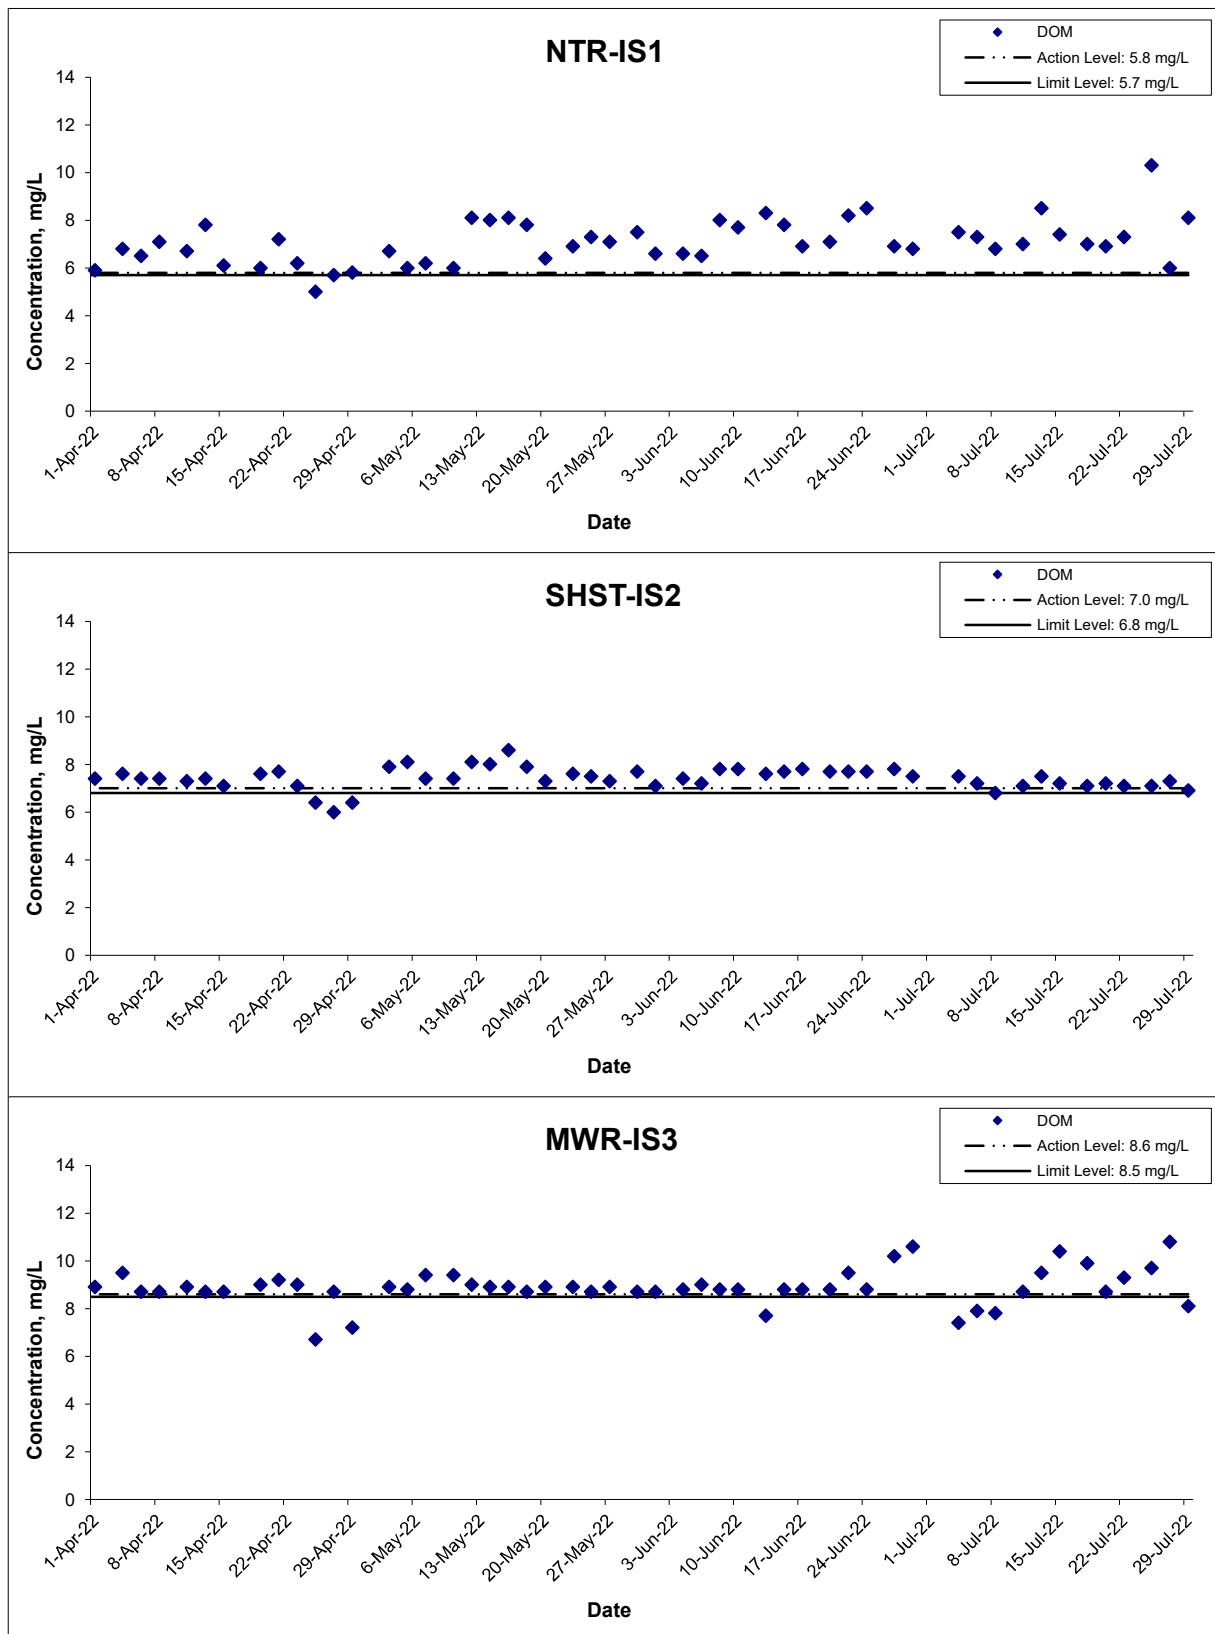 NTR-IS1
DOM
Action Level: 5.8 mg/L
Limit Level: 5.7 mg/L
Concentration, mg/L
14
12
10
8
6
4
2
0
1-Apr-22
8-Apr-22
15-Apr-22
22-Apr-22
29-Apr-22
6-May-22
13-May-22
20-May-22
27-May-22
3-Jun-22
10-Jun-22
17-Jun-22
24-Jun-22
1-Jul-22
8-Jul-22
15-Jul-22
22-Jul-22
29-Jul-22
Date
SHST-IS2
DOM
Action Level: 7.0 mg/L
Limit Level: 6.8 mg/L
Concentration, mg/L
14
12
10
8
6
4
2
0
1-Apr-22
8-Apr-22
15-Apr-22
22-Apr-22
29-Apr-22
6-May-22
13-May-22
20-May-22
27-May-22
3-Jun-22
10-Jun-22
17-Jun-22
24-Jun-22
1-Jul-22
8-Jul-22
15-Jul-22
22-Jul-22
29-Jul-22
Date
MWR-IS3
DOM
Action Level: 8.6 mg/L
Limit Level: 8.5 mg/L
Concentration, mg/L
14
12
10
8
6
4
2
0
1-Apr-22
8-Apr-22
15-Apr-22
22-Apr-22
29-Apr-22
6-May-22
13-May-22
20-May-22
27-May-22
3-Jun-22
10-Jun-22
17-Jun-22
24-Jun-22
1-Jul-22
8-Jul-22
15-Jul-22
22-Jul-22
29-Jul-22
Date